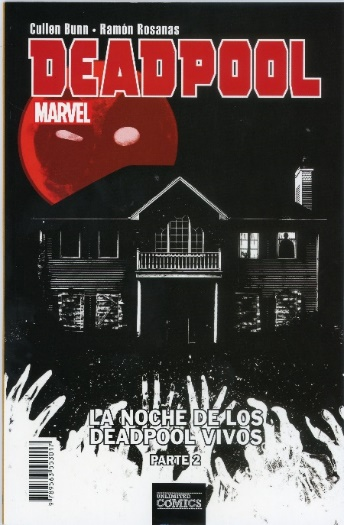 Cullen Bunn • Ramón Rosanas
DEADPOOL
MARVEL
LA NOCHE DE LOS
DEADPOOL VIVOS
PARTE 2
UNLIMITED
COMICS